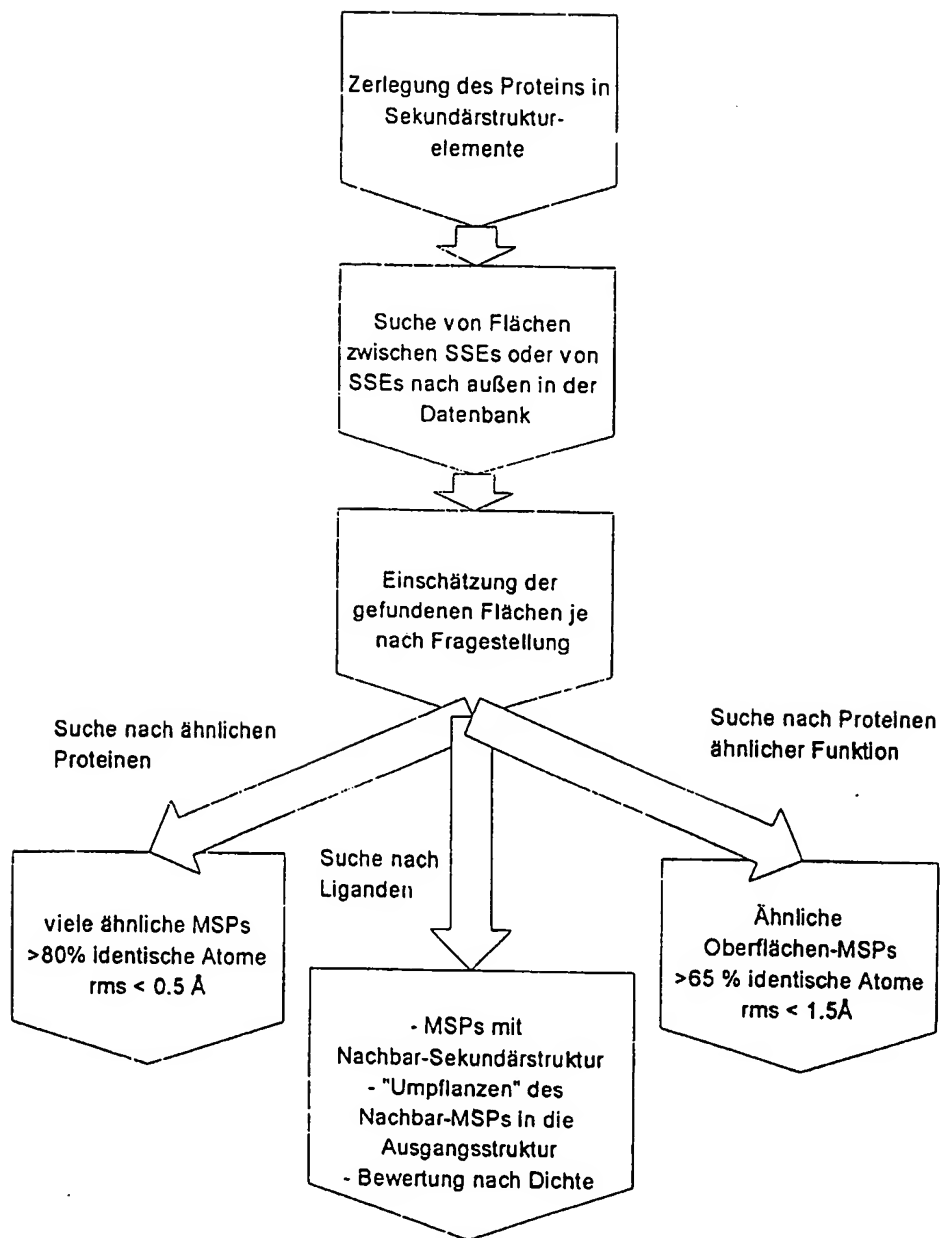 Zerlegung des Proteins in
Sekundärstruktur-
elemente
Suche von Flächen
zwischen SSEs oder von
SSEs nach außen in der
Datenbank
Einschätzung der
gefundenen Flächen je
nach Fragestellung
Suche nach ähnlichen
Proteinen
Suche nach
Liganden
Suche nach Proteinen
ähnlicher Funktion
viele ähnliche MSPs
>80% identische Atome
rms < 0.5 Å
- MSPs mit
Nachbar-Sekundärstruktur
- "Umpflanzen" des
Nachbar-MSPs in die
Ausgangsstruktur
- Bewertung nach Dichte
Ähnliche
Oberflächen-MSPs
>65 % identische Atome
rms < 1.5Å